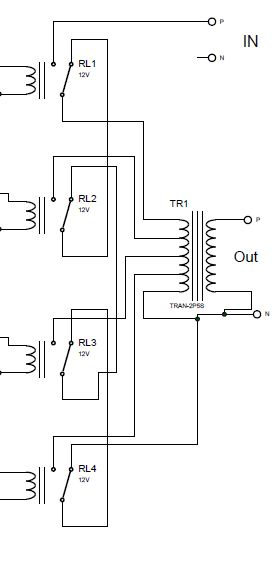 P
IN
N
RL1
12V
RL2
12V
TR1
P
Out
TRAN-2P5S
N
RL3
12V
RL4
12V